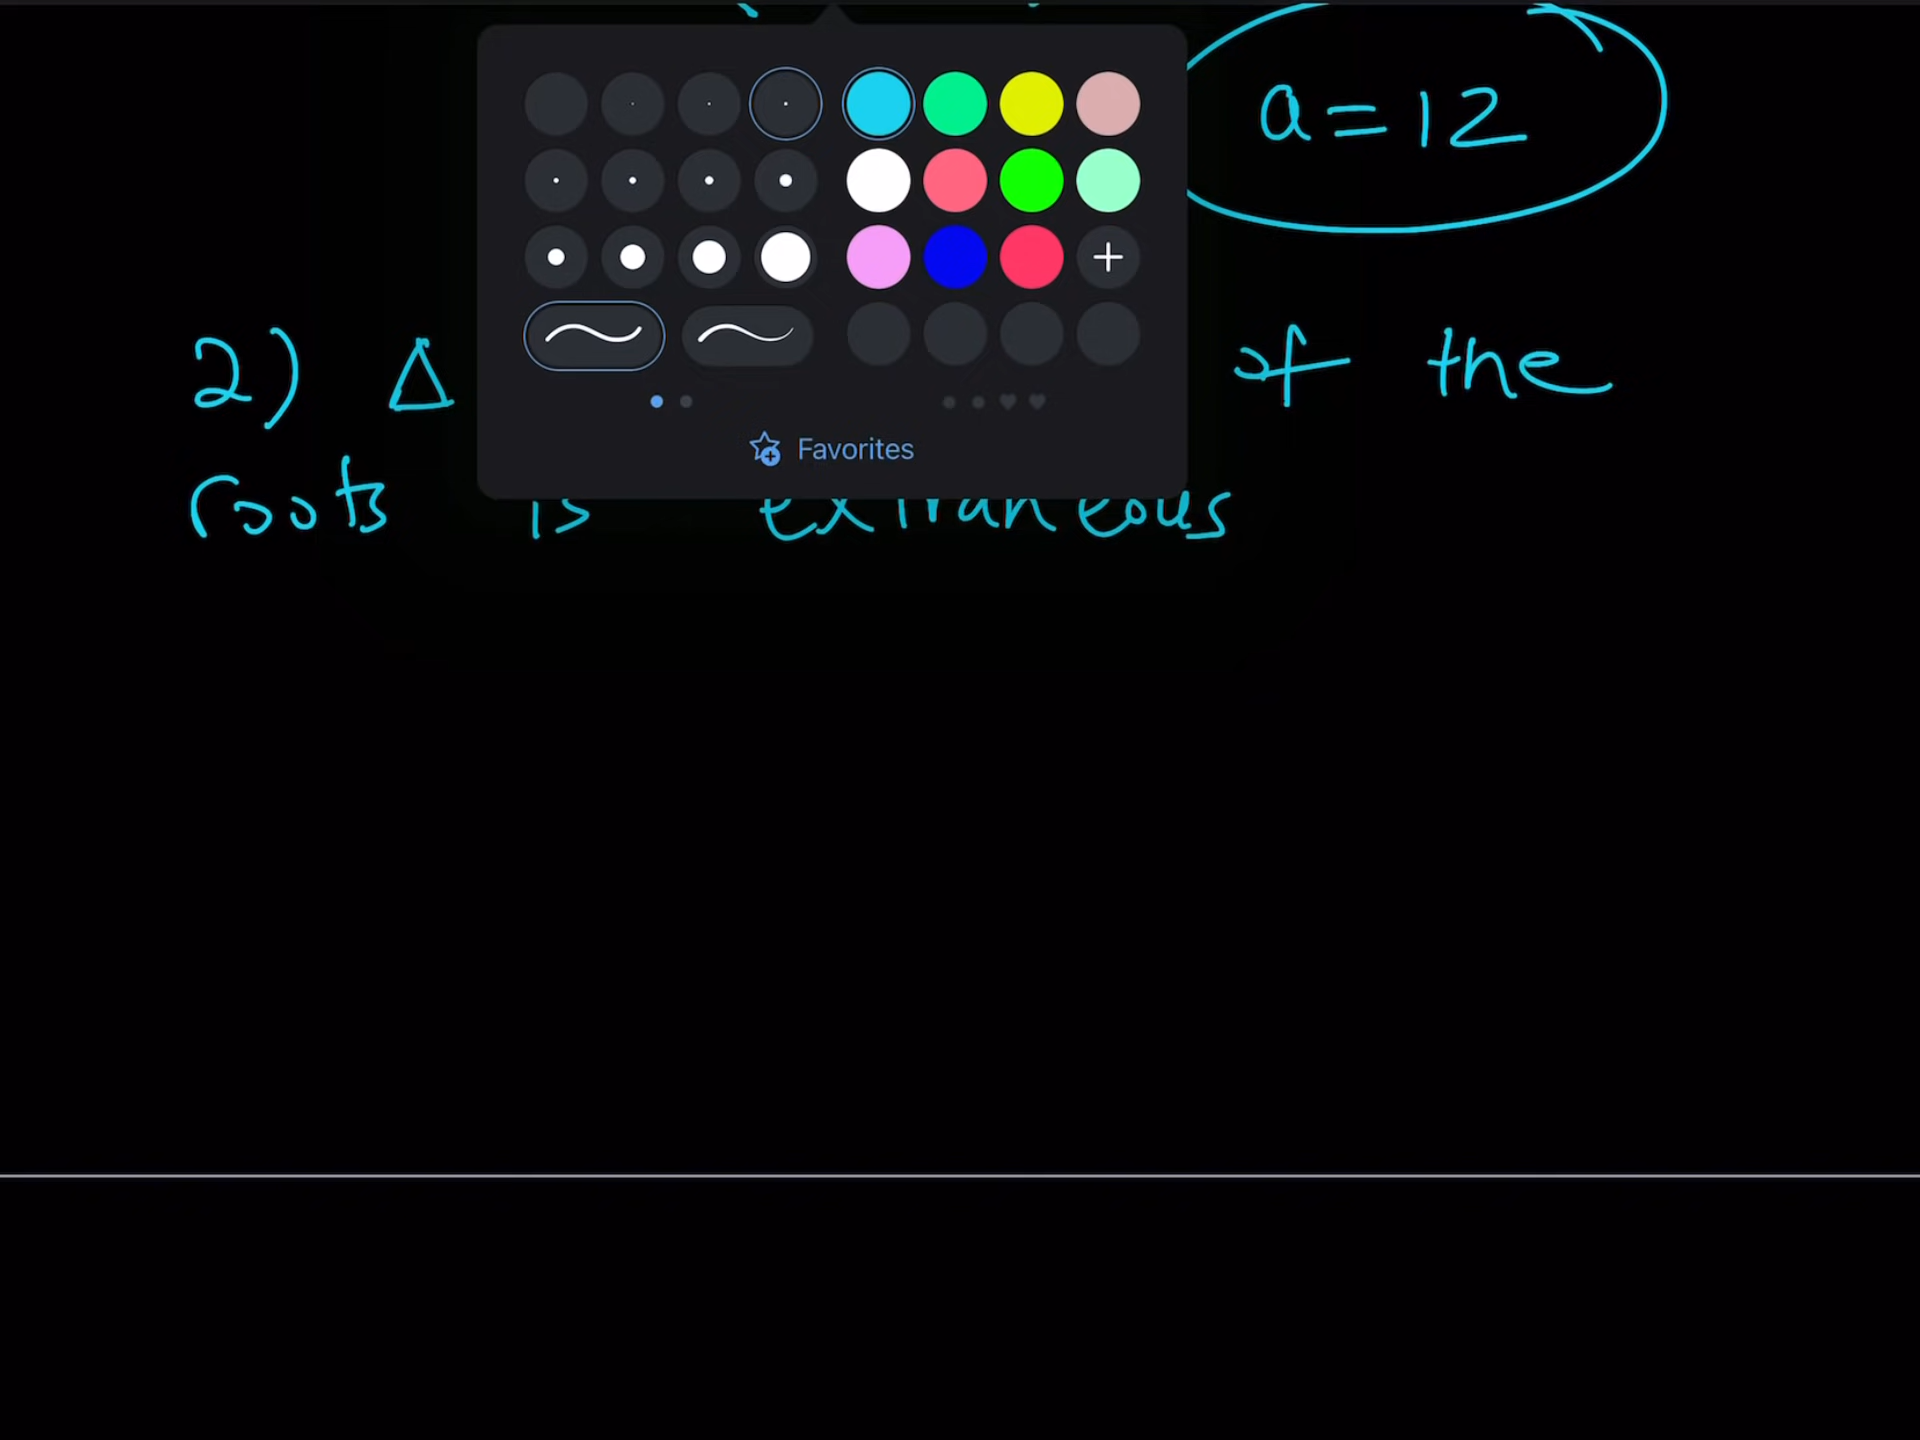 a = 12
2) Δ of the
roots is extraneous
Favorites